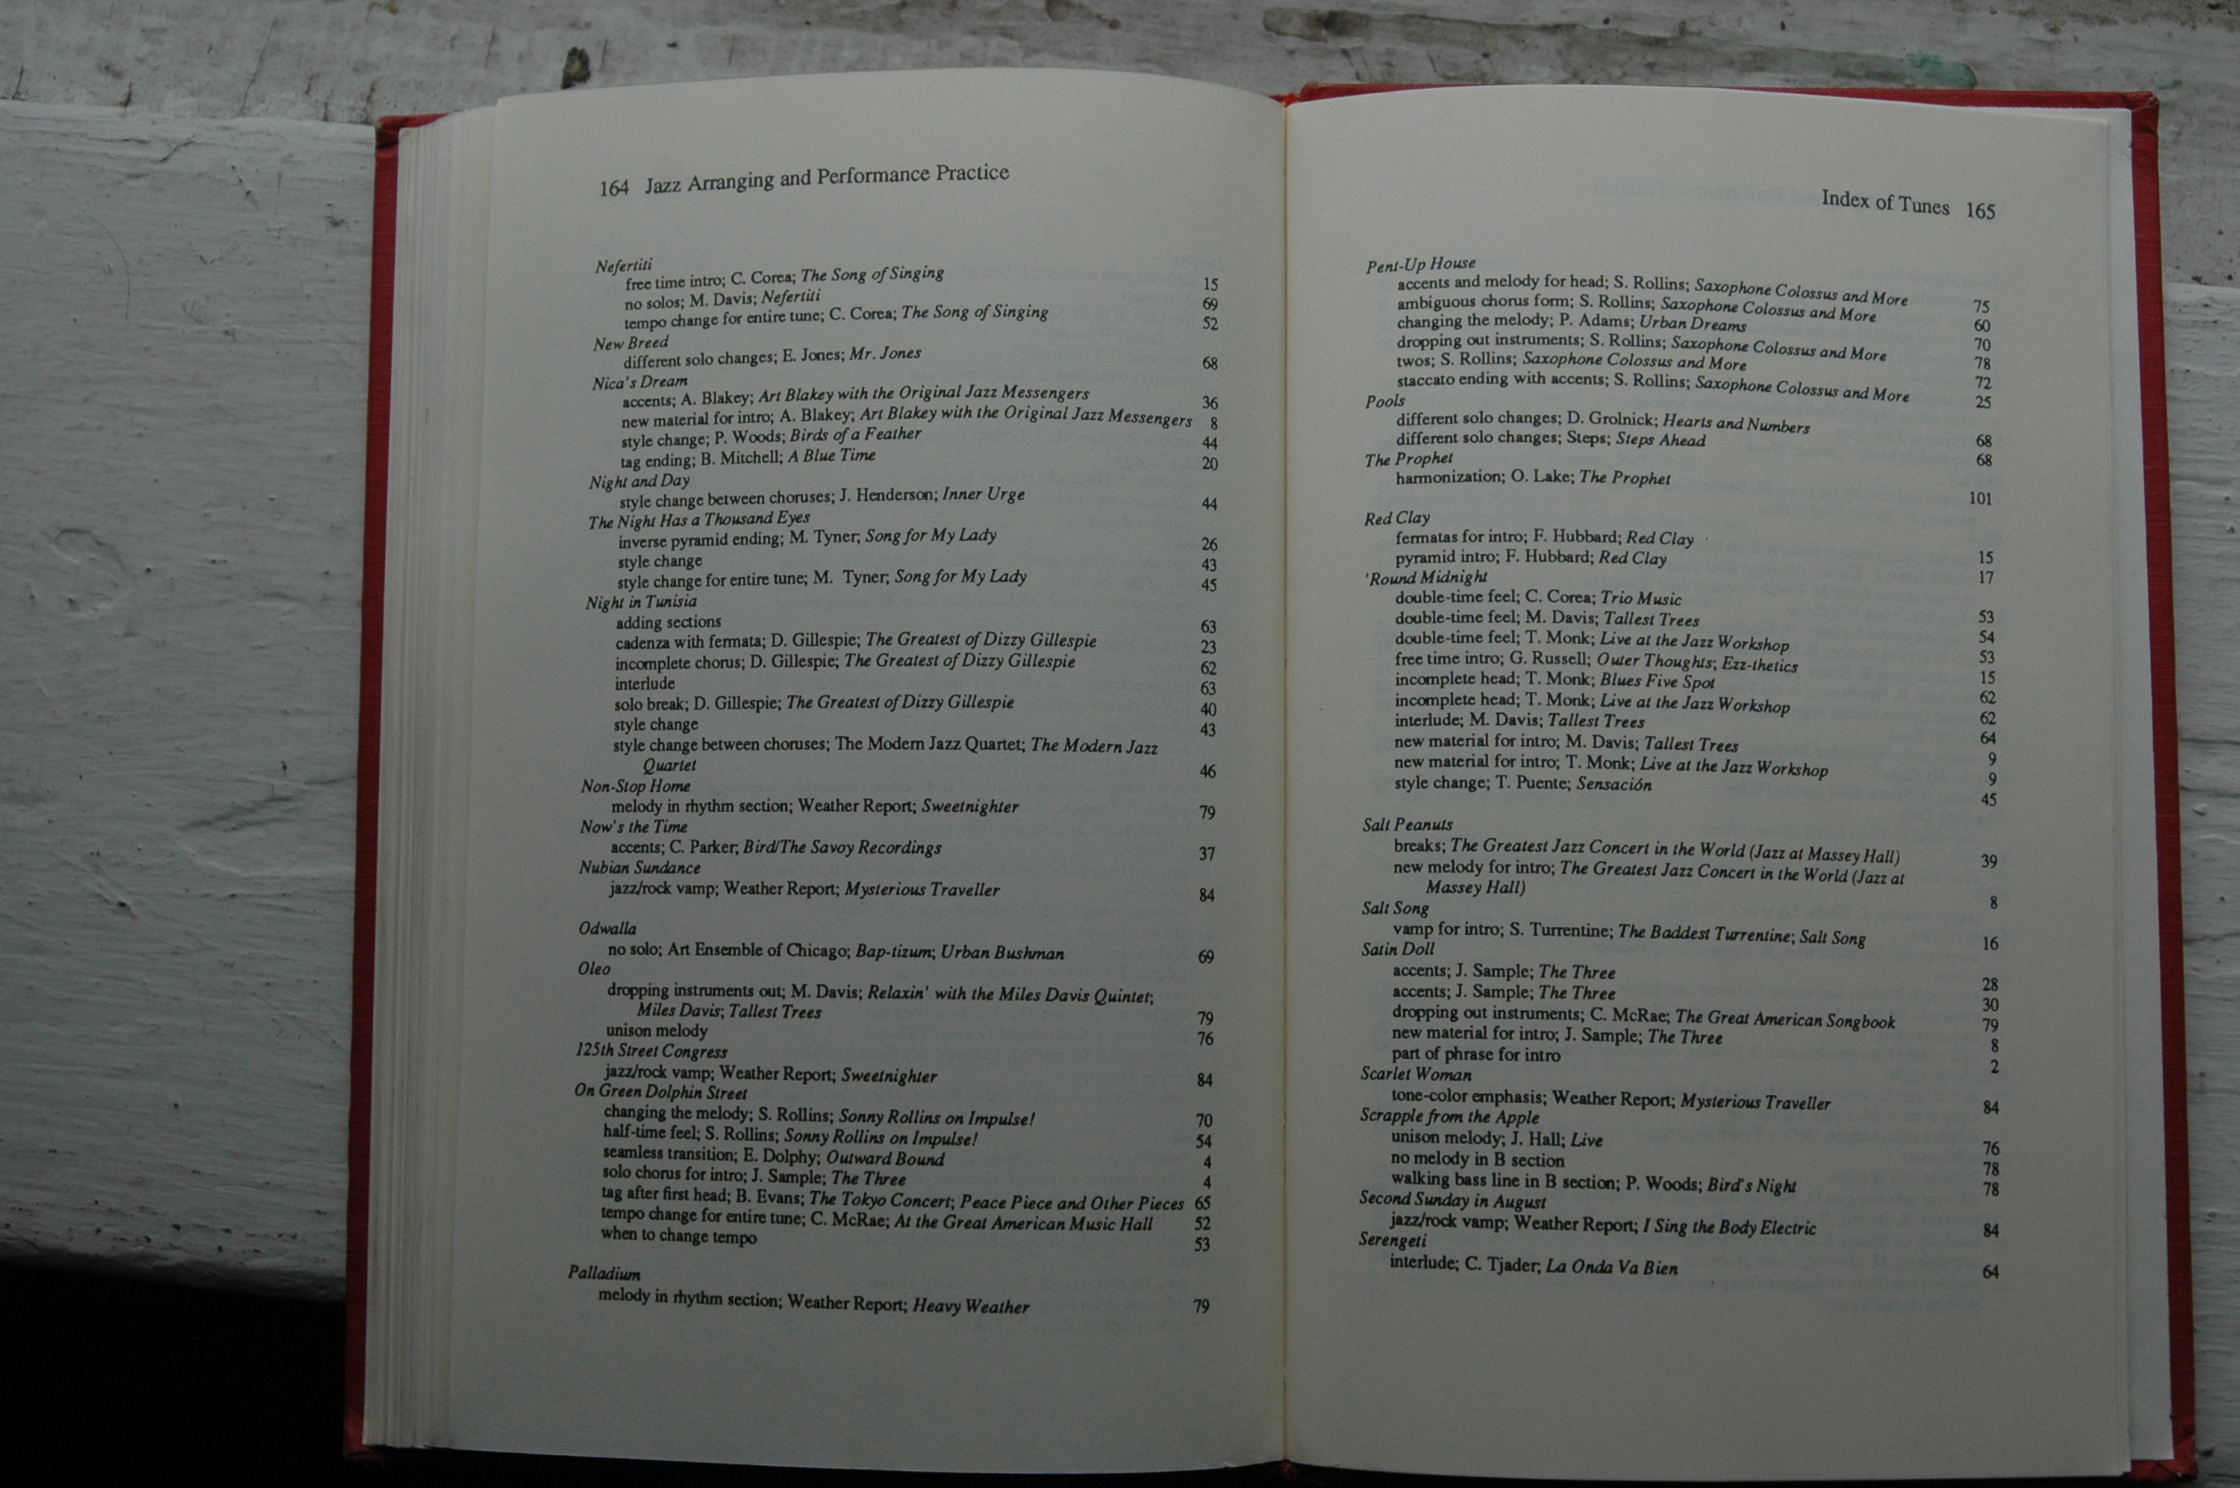 164 Jazz Arranging and Performance Practice
Nefertiti
free time intro; C. Corea; The Song of Singing 15
no solos; M. Davis; Nefertiti 69
tempo change for entire tune; C. Corea; The Song of Singing 52
New Breed
different solo changes; E. Jones; Mr. Jones 68
Nica's Dream
accents; A. Blakey; Art Blakey with the Original Jazz Messengers 36
new material for intro; A. Blakey; Art Blakey with the Original Jazz Messengers 8
style change; P. Woods; Birds of a Feather 44
tag ending; B. Mitchell; A Blue Time 20
Night and Day
style change between choruses; J. Henderson; Inner Urge 44
The Night Has a Thousand Eyes
inverse pyramid ending; M. Tyner; Song for My Lady 26
style change 43
style change for entire tune; M. Tyner; Song for My Lady 45
Night in Tunisia
adding sections 63
cadenza with fermata; D. Gillespie; The Greatest of Dizzy Gillespie 23
incomplete chorus; D. Gillespie; The Greatest of Dizzy Gillespie 62
interlude 63
solo break; D. Gillespie; The Greatest of Dizzy Gillespie 40
style change 43
style change between choruses; The Modern Jazz Quartet; The Modern Jazz
Quartet 46
Non-Stop Home
melody in rhythm section; Weather Report; Sweetnighter 79
Now's the Time
accents; C. Parker; Bird/The Savoy Recordings 37
Nubian Sundance
jazz/rock vamp; Weather Report; Mysterious Traveller 84
Odwalla
no solo; Art Ensemble of Chicago; Bap-tizum; Urban Bushman 69
Oleo
dropping instruments out; M. Davis; Relaxin' with the Miles Davis Quintet;
Miles Davis; Tallest Trees 79
unison melody 76
125th Street Congress
jazz/rock vamp; Weather Report; Sweetnighter 84
On Green Dolphin Street
changing the melody; S. Rollins; Sonny Rollins on Impulse! 70
half-time feel; S. Rollins; Sonny Rollins on Impulse! 54
seamless transition; E. Dolphy; Outward Bound 4
solo chorus for intro; J. Sample; The Three 4
tag after first head; B. Evans; The Tokyo Concert; Peace Piece and Other Pieces 65
tempo change for entire tune; C. McRae; At the Great American Music Hall 52
when to change tempo 53
Palladium
melody in rhythm section; Weather Report; Heavy Weather 79
Index of Tunes 165
Pent-Up House
accents and melody for head; S. Rollins; Saxophone Colossus and More 75
ambiguous chorus form; S. Rollins; Saxophone Colossus and More 60
changing the melody; P. Adams; Urban Dreams 70
dropping out instruments; S. Rollins; Saxophone Colossus and More 78
twos; S. Rollins; Saxophone Colossus and More 72
staccato ending with accents; S. Rollins; Saxophone Colossus and More 25
Pools
different solo changes; D. Grolnick; Hearts and Numbers 68
different solo changes; Steps; Steps Ahead 68
The Prophet
harmonization; O. Lake; The Prophet 101
Red Clay
fermatas for intro; F. Hubbard; Red Clay 15
pyramid intro; F. Hubbard; Red Clay 17
'Round Midnight
double-time feel; C. Corea; Trio Music 53
double-time feel; M. Davis; Tallest Trees 54
double-time feel; T. Monk; Live at the Jazz Workshop 53
free time intro; G. Russell; Outer Thoughts; Ezz-thetics 15
incomplete head; T. Monk; Blues Five Spot 62
incomplete head; T. Monk; Live at the Jazz Workshop 62
interlude; M. Davis; Tallest Trees 64
new material for intro; M. Davis; Tallest Trees 9
new material for intro; T. Monk; Live at the Jazz Workshop 9
style change; T. Puente; Sensación 45
Salt Peanuts
breaks; The Greatest Jazz Concert in the World (Jazz at Massey Hall) 39
new melody for intro; The Greatest Jazz Concert in the World (Jazz at
Massey Hall) 8
Salt Song
vamp for intro; S. Turrentine; The Baddest Turrentine; Salt Song 16
Satin Doll
accents; J. Sample; The Three 28
accents; J. Sample; The Three 30
dropping out instruments; C. McRae; The Great American Songbook 79
new material for intro; J. Sample; The Three 8
part of phrase for intro 2
Scarlet Woman
tone-color emphasis; Weather Report; Mysterious Traveller 84
Scrapple from the Apple
unison melody; J. Hall; Live 76
no melody in B section 78
walking bass line in B section; P. Woods; Bird's Night 78
Second Sunday in August
jazz/rock vamp; Weather Report; I Sing the Body Electric 84
Serengeti
interlude; C. Tjader; La Onda Va Bien 64